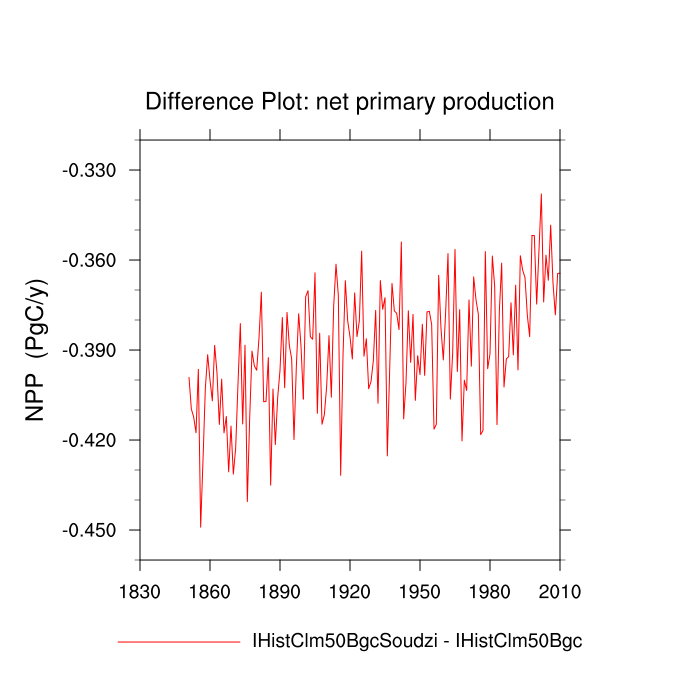 Difference Plot: net primary production
NPP (PgC/y)
-0.330
-0.360
-0.390
-0.420
-0.450
1830 1860 1890 1920 1950 1980 2010
IHistClm50BgcSoudzi - IHistClm50Bgc